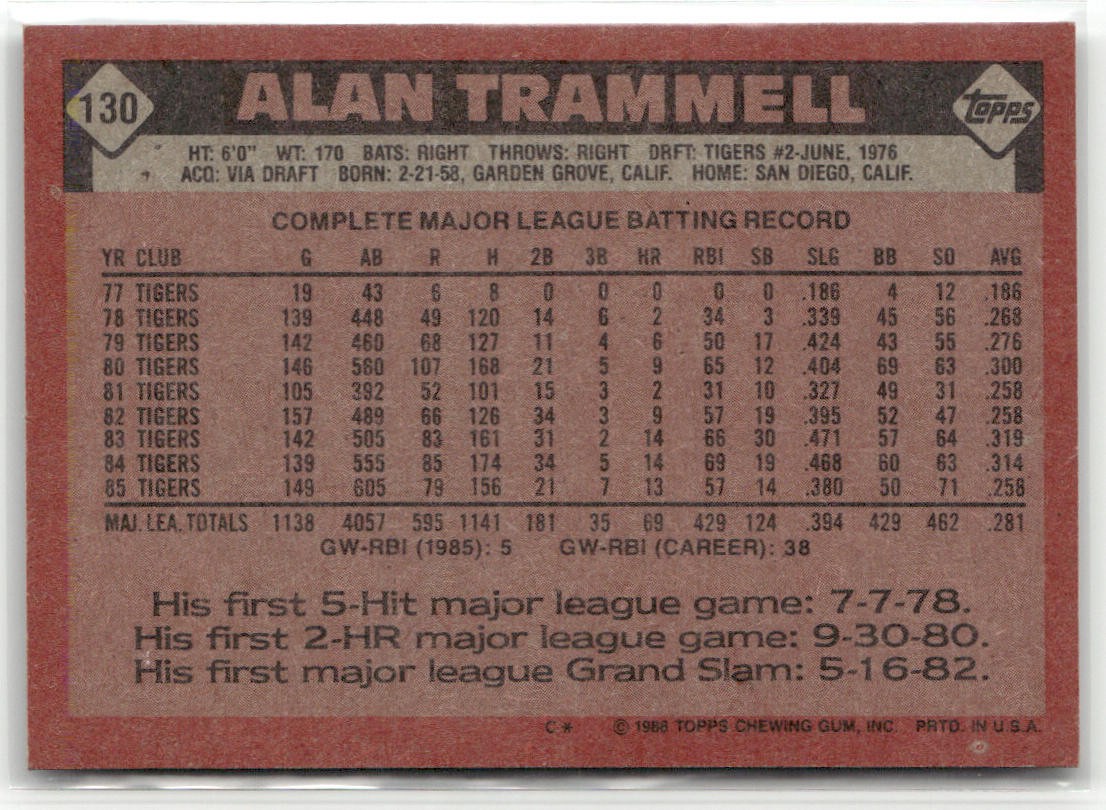 130 ALAN TRAMMELL Topps
HT: 6'0" WT: 170 BATS: RIGHT THROWS: RIGHT DRFT: TIGERS #2-JUNE, 1976
ACQ: VIA DRAFT BORN: 2-21-58, GARDEN GROVE, CALIF. HOME: SAN DIEGO, CALIF.
COMPLETE MAJOR LEAGUE BATTING RECORD
YR CLUB G AB R H 2B 3B HR RBI SB SLG BB SO AVG
77 TIGERS 19 43 6 8 0 0 0 0 0 .186 4 12 .186
78 TIGERS 139 448 49 120 14 6 2 34 3 .339 45 56 .268
79 TIGERS 142 460 68 127 11 4 6 50 17 .424 43 55 .276
80 TIGERS 146 560 107 168 21 5 9 65 12 .404 69 63 .300
81 TIGERS 105 392 52 101 15 3 2 31 10 .327 49 31 .258
82 TIGERS 157 489 66 126 34 3 9 57 19 .395 52 47 .258
83 TIGERS 142 505 83 161 31 2 14 66 30 .471 57 64 .319
84 TIGERS 139 555 85 174 34 5 14 69 19 .468 60 63 .314
85 TIGERS 149 605 79 156 21 7 13 57 14 .380 50 71 .258
MAJ. LEA. TOTALS 1138 4057 595 1141 181 35 69 429 124 .394 429 462 .281
GW-RBI (1985): 5 GW-RBI (CAREER): 38
His first 5-Hit major league game: 7-7-78.
His first 2-HR major league game: 9-30-80.
His first major league Grand Slam: 5-16-82.
C* © 1986 TOPPS CHEWING GUM, INC. PRTD. IN U.S.A.